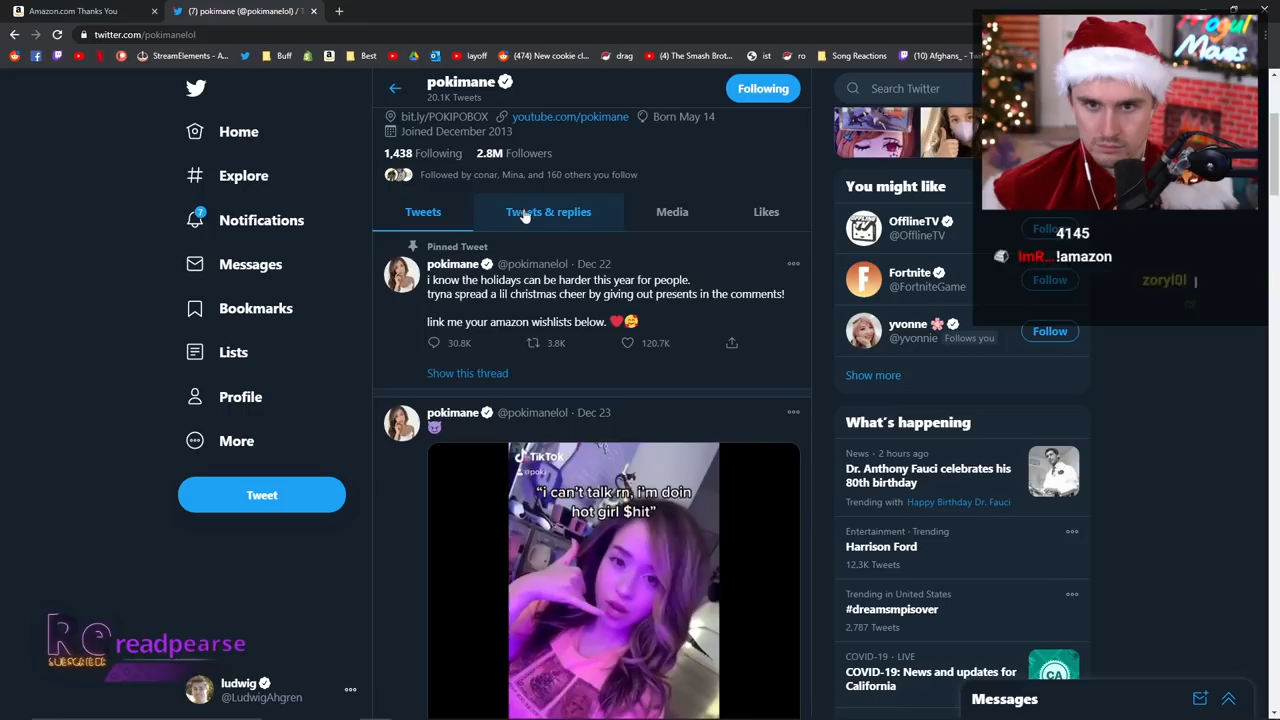 Amazon.com Thank You
(7) pokimane (@pokimanelol) / T
twitter.com/pokimanelol
StreamElements - A
Buff
Best
layoff
(474) New cookie cl...
drag
(4) The Smash Brot...
ist
ro
Song Reactions
(10) Afghans_ - Tw
Home
Explore
7
Notifications
Messages
Bookmarks
Lists
Profile
More
Tweet
ludwig
@LudwigAhgren
Re
SUBSCRIBED
readpearse
pokimane
20.1K Tweets
Following
bit.ly/POKIPOBOX
youtube.com/pokimane
Born May 14
Joined December 2013
1,438 Following
2.8M Followers
Followed by conar, Mina, and 160 others you follow
Tweets
Tweets & replies
Media
Likes
Pinned Tweet
pokimane @pokimanelol · Dec 22
i know the holidays can be harder this year for people.
tryna spread a lil christmas cheer by giving out presents in the comments!
link me your amazon wishlists below.
30.8K
3.8K
120.7K
Show this thread
pokimane @pokimanelol · Dec 23
TikTok
@poki
"i can't talk rn, i'm doin
hot girl $hit"
Search Twitter
You might like
OfflineTV
@OfflineTV
Fortnite
@FortniteGame
Follow
yvonne
@yvonnie Follows you
Follow
Show more
What's happening
News · 2 hours ago
Dr. Anthony Fauci celebrates his
80th birthday
Trending with Happy Birthday Dr. Fauci
Entertainment · Trending
Harrison Ford
12.3K Tweets
Trending in United States
#dreamsmpisover
2,787 Tweets
COVID-19 · LIVE
COVID-19: News and updates for
California
CA
Messages
Mogul
Moves
4145
ImR... !amazon